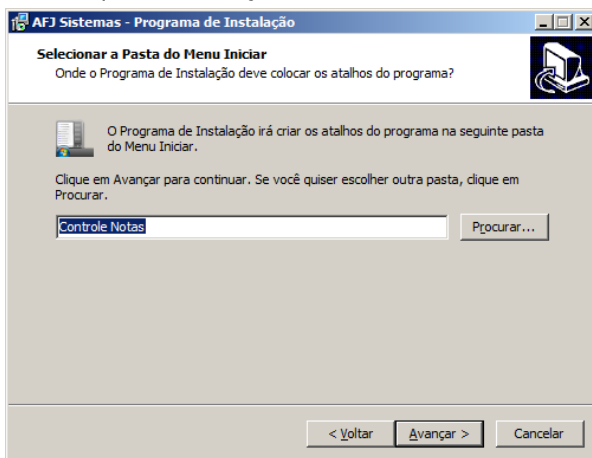 AFJ Sistemas - Programa de Instalação
Selecionar a Pasta do Menu Iniciar
Onde o Programa de Instalação deve colocar os atalhos do programa?
O Programa de Instalação irá criar os atalhos do programa na seguinte pasta
do Menu Iniciar.
Clique em Avançar para continuar. Se você quiser escolher outra pasta, clique em
Procurar.
Controle Notas
Procurar...
< Voltar
Avançar >
Cancelar